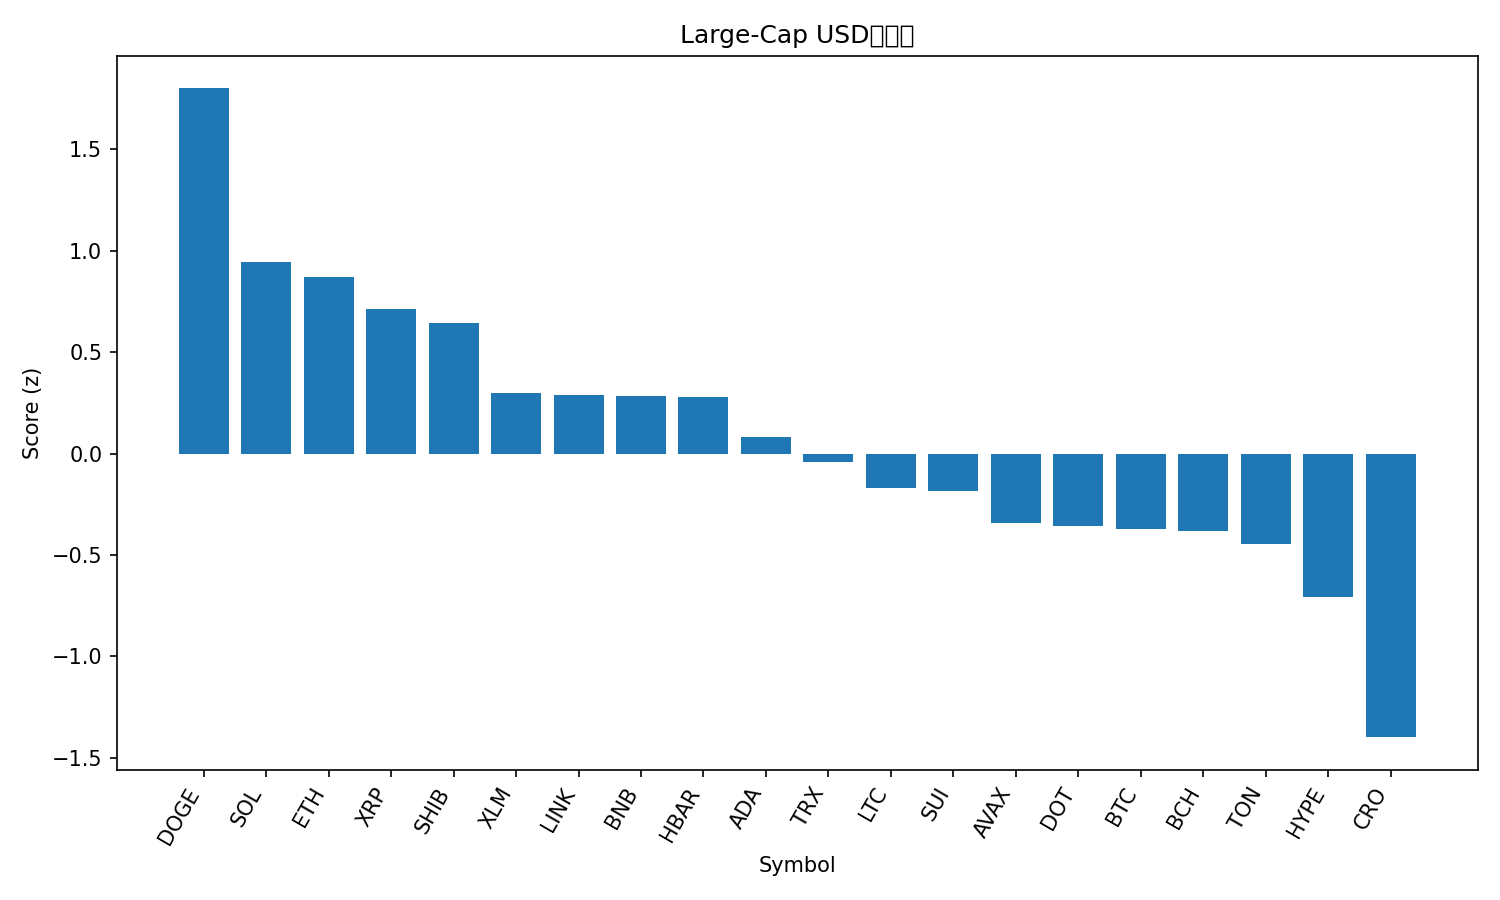 Large-Cap USD
Score (z)
1.5
1.0
0.5
0.0
−0.5
−1.0
−1.5
DOGE
SOL
ETH
XRP
SHIB
XLM
LINK
BNB
HBAR
ADA
TRX
LTC
SUI
AVAX
DOT
BTC
BCH
TON
HYPE
CRO
Symbol